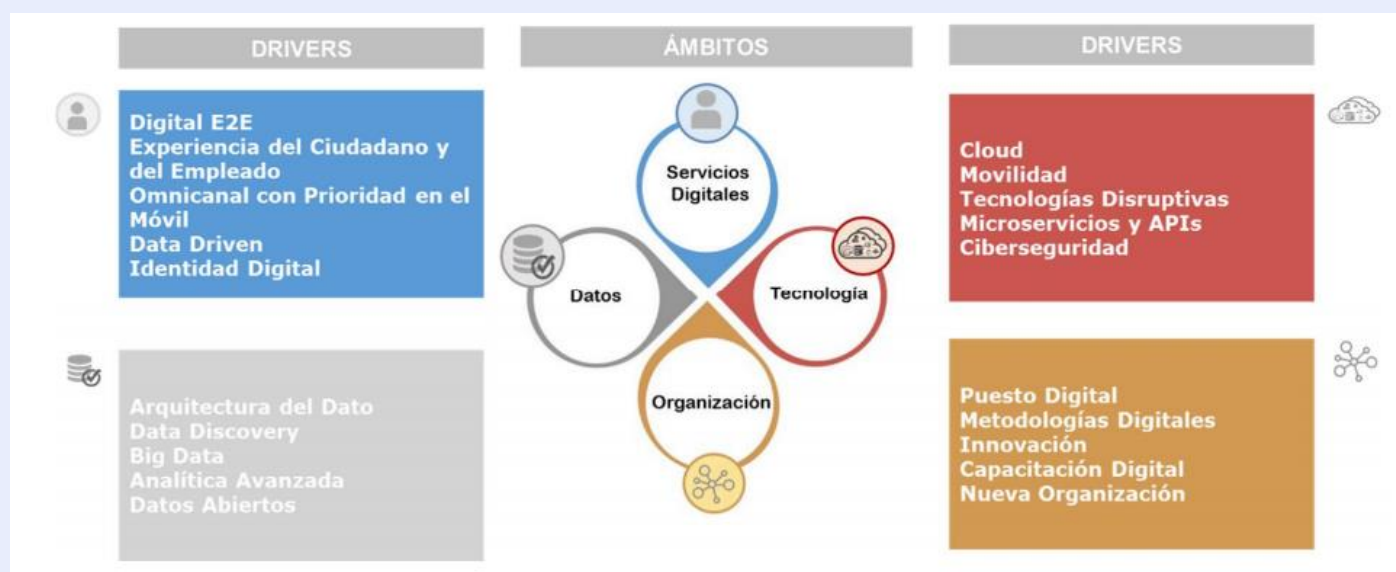 DRIVERS
ÁMBITOS
DRIVERS
Digital E2E
Experiencia del Ciudadano y
del Empleado
Omnicanal con Prioridad en el
Móvil
Data Driven
Identidad Digital
Servicios
Digitales
Datos
Tecnología
Organización
Cloud
Movilidad
Tecnologías Disruptivas
Microservicios y APIs
Ciberseguridad
Arquitectura del Dato
Data Discovery
Big Data
Analítica Avanzada
Datos Abiertos
Puesto Digital
Metodologías Digitales
Innovación
Capacitación Digital
Nueva Organización